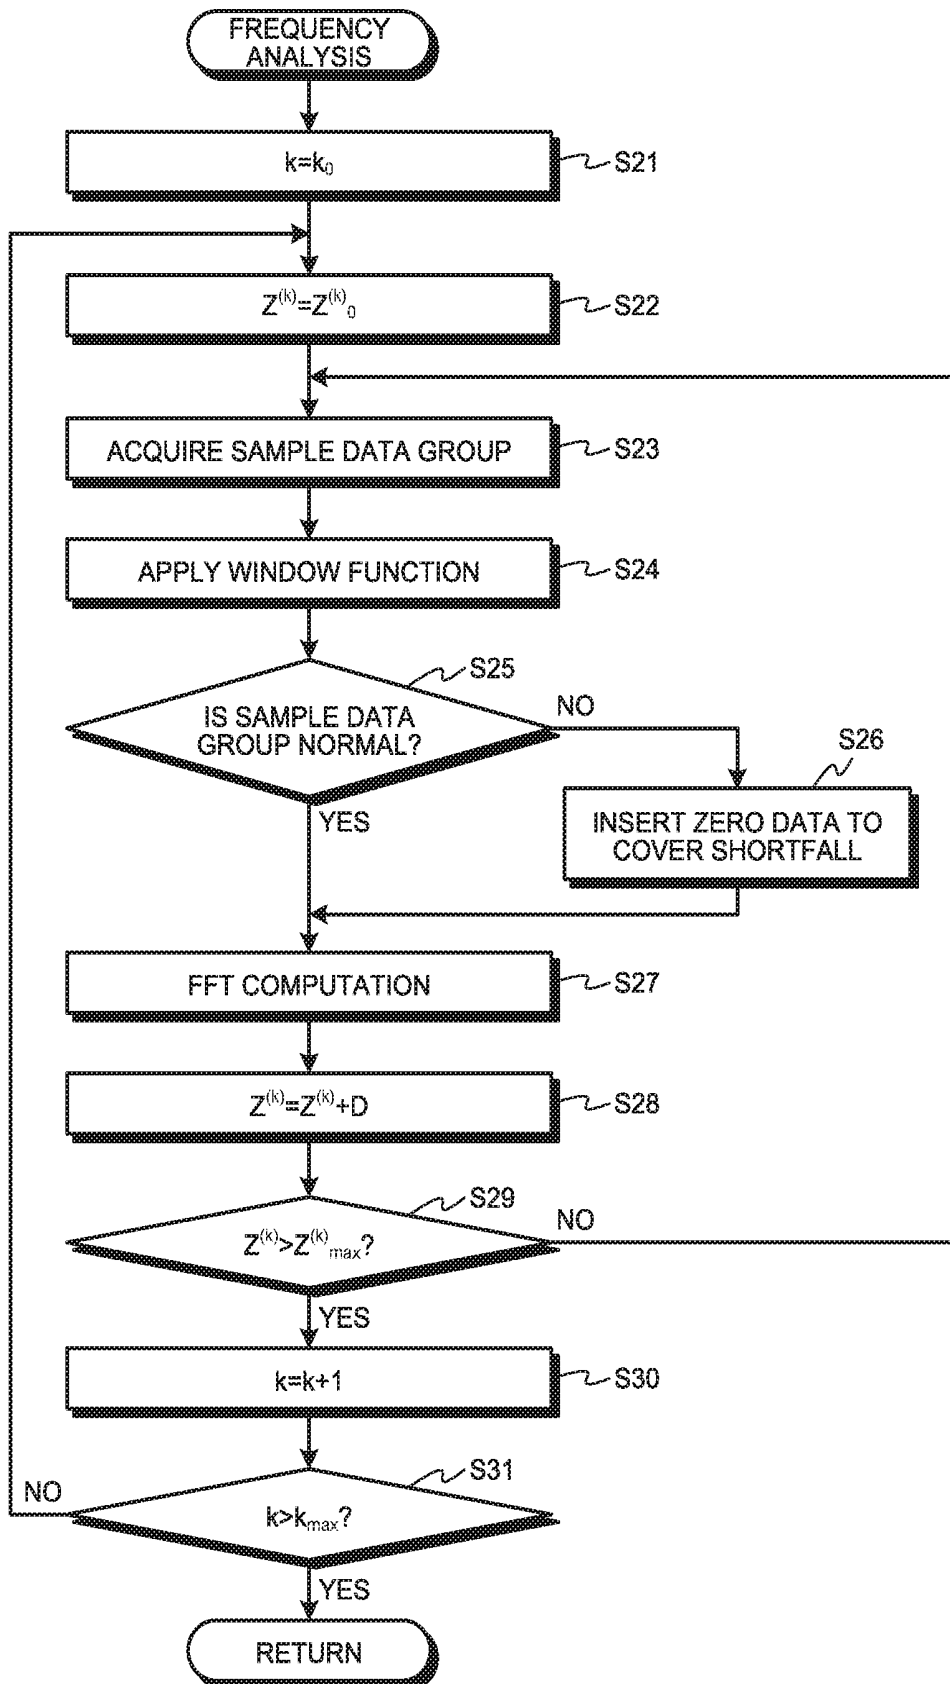 FREQUENCY
ANALYSIS
k=k₀
S21
Z⁽ᵏ⁾=Z⁽ᵏ⁾₀
S22
ACQUIRE SAMPLE DATA GROUP
S23
APPLY WINDOW FUNCTION
S24
S25
IS SAMPLE DATA
GROUP NORMAL?
NO
YES
S26
INSERT ZERO DATA TO
COVER SHORTFALL
FFT COMPUTATION
S27
Z⁽ᵏ⁾=Z⁽ᵏ⁾+D
S28
S29
Z⁽ᵏ⁾>Z⁽ᵏ⁾max?
NO
YES
k=k+1
S30
S31
NO
k>kmax?
YES
RETURN